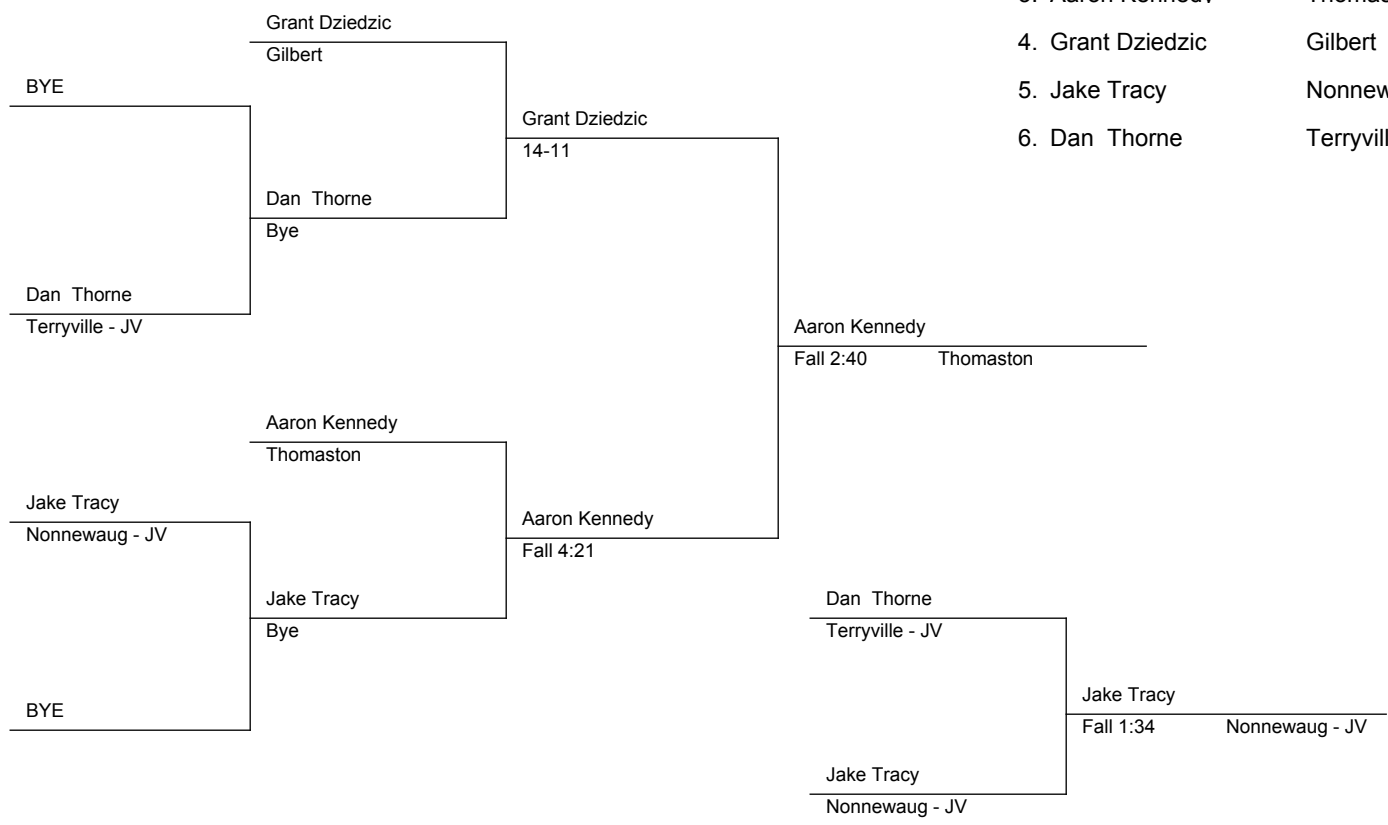 Grant Dziedzic
Gilbert
4. Grant Dziedzic Gilbert
BYE
5. Jake Tracy
Grant Dziedzic
14-11
6. Dan Thorne
Dan Thorne
Bye
Dan Thorne
Terryville - JV
Aaron Kennedy
Fall 2:40 Thomaston
Aaron Kennedy
Thomaston
Jake Tracy
Nonnewaug - JV
Aaron Kennedy
Fall 4:21
Jake Tracy
Bye
Dan Thorne
Terryville - JV
BYE
Jake Tracy
Fall 1:34 Nonnewaug - JV
Jake Tracy
Nonnewaug - JV